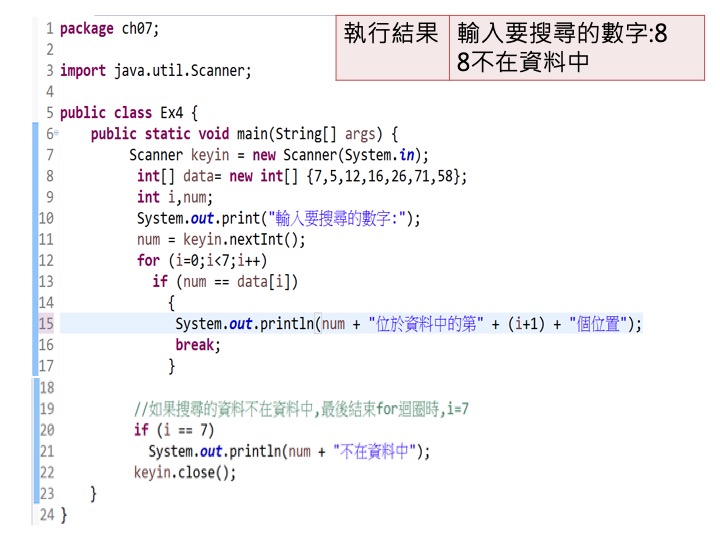 執行結果 輸入要搜尋的數字:8
8不在資料中
1 package ch07;
2
3 import java.util.Scanner;
4
5 public class Ex4 {
6 public static void main(String[] args) {
7 Scanner keyin = new Scanner(System.in);
8 int[] data= new int[] {7,5,12,16,26,71,58};
9 int i,num;
10 System.out.print("輸入要搜尋的數字:");
11 num = keyin.nextInt();
12 for (i=0;i<7;i++)
13 if (num == data[i])
14 {
15 System.out.println(num + "位於資料中的第" + (i+1) + "個位置");
16 break;
17 }
18
19 //如果搜尋的資料不在資料中,最後結束for迴圈時,i=7
20 if (i == 7)
21 System.out.println(num + "不在資料中");
22 keyin.close();
23 }
24 }